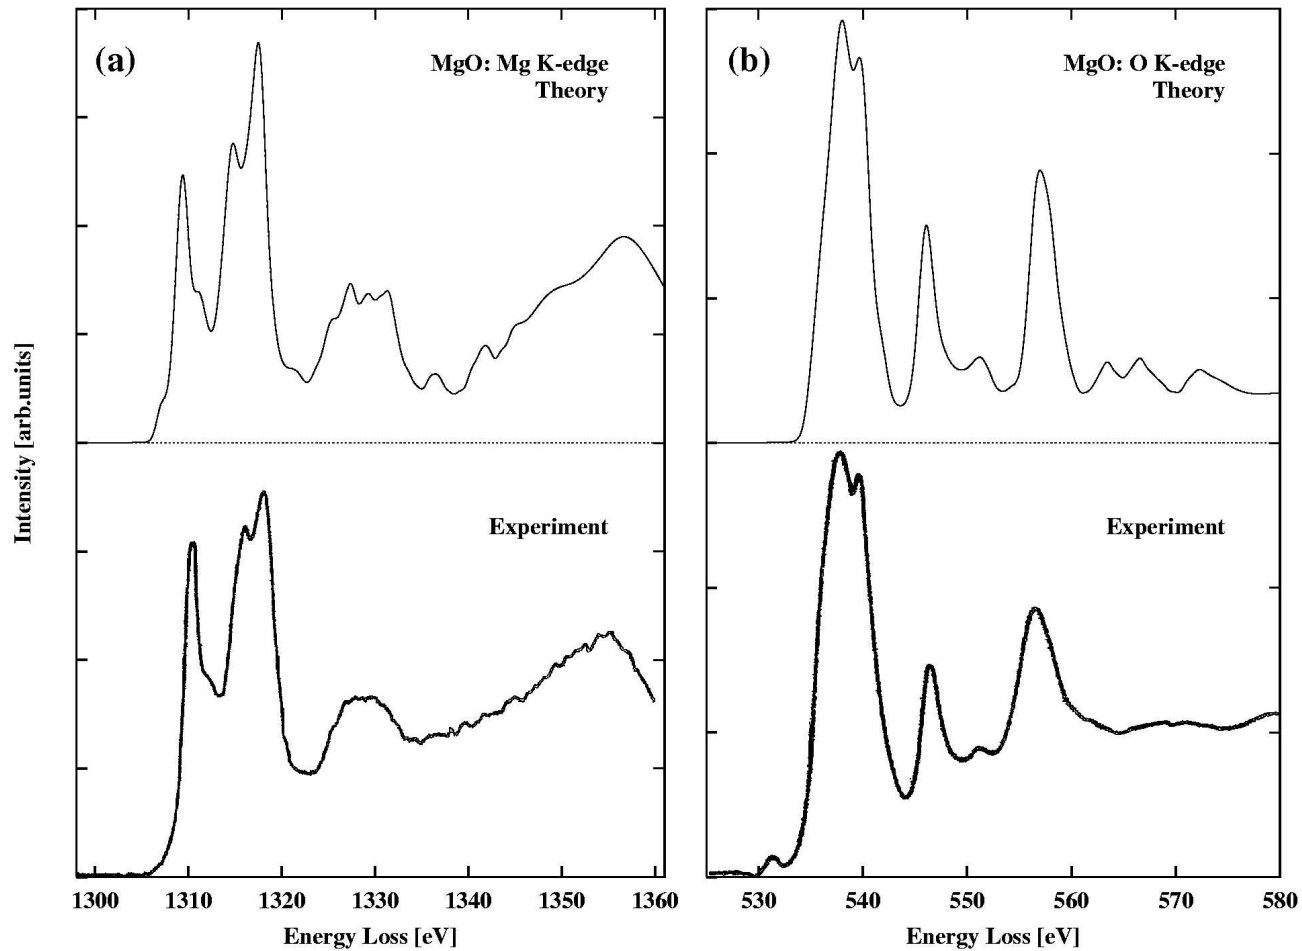 (a)
MgO: Mg K-edge
Theory
(b)
MgO: O K-edge
Theory
Intensity [arb.units]
Experiment
Experiment
1300 1310 1320 1330 1340 1350 1360
530 540 550 560 570 580
Energy Loss [eV]
Energy Loss [eV]